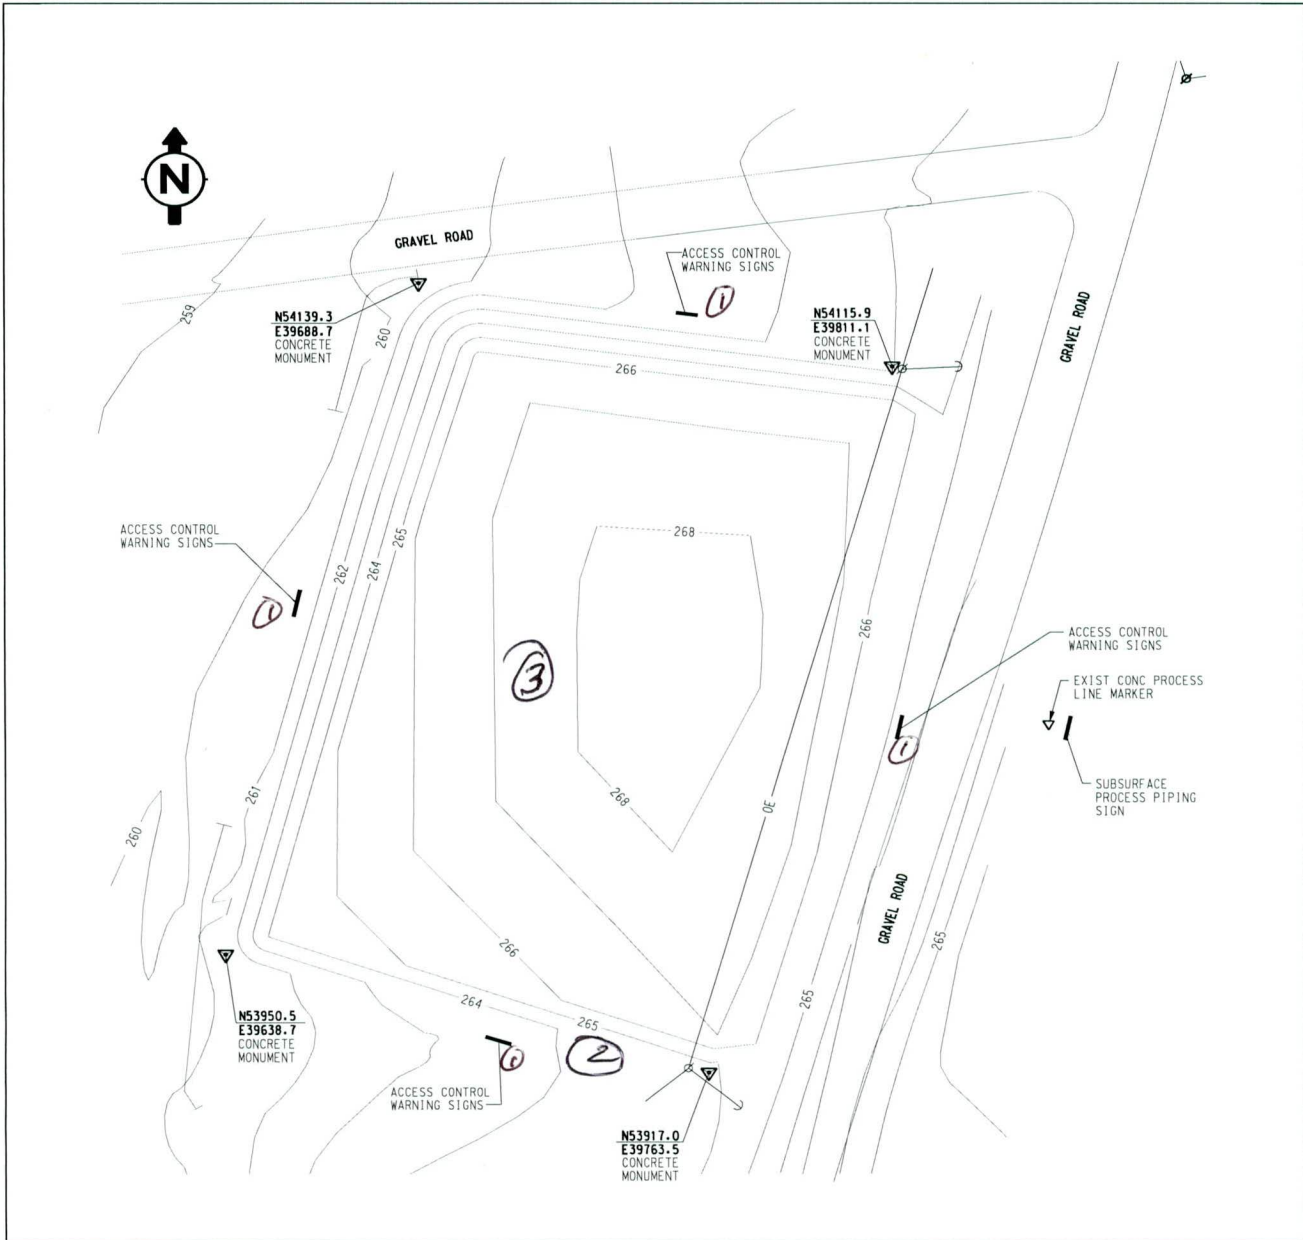 N
GRAVEL ROAD
ACCESS CONTROL
WARNING SIGNS
1
N54139.3
E39688.7
CONCRETE
MONUMENT
N54115.9
E39811.1
CONCRETE
MONUMENT
GRAVEL ROAD
259
260
266
265
262
264
268
ACCESS CONTROL
WARNING SIGNS
1
3
266
ACCESS CONTROL
WARNING SIGNS
EXIST CONC PROCESS
LINE MARKER
1
SUBSURFACE
PROCESS PIPING
SIGN
268
261
260
OE
GRAVEL ROAD
265
266
264
265
265
2
N53950.5
E39638.7
CONCRETE
MONUMENT
1
ACCESS CONTROL
WARNING SIGNS
N53917.0
E39763.5
CONCRETE
MONUMENT